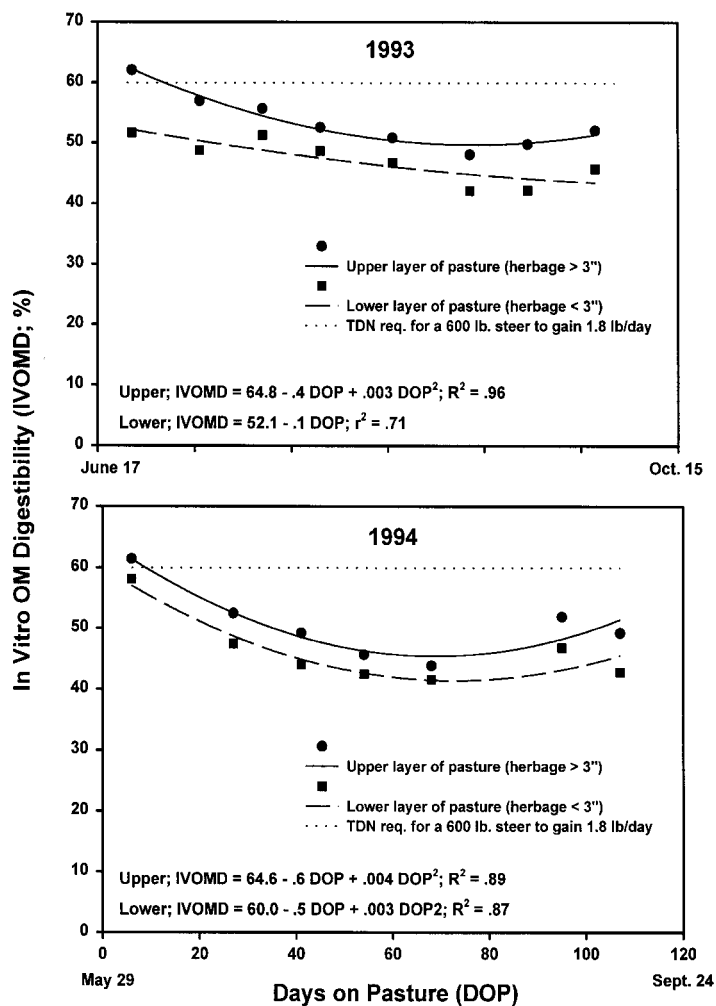 1993
70
60
50
40
30
20
10
0
Upper layer of pasture (herbage > 3")
Lower layer of pasture (herbage < 3")
TDN req. for a 600 lb. steer to gain 1.8 lb/day
Upper; IVOMD = 64.8 - .4 DOP + .003 DOP²; R² = .96
Lower; IVOMD = 52.1 - .1 DOP; r² = .71
June 17
Oct. 15
In Vitro OM Digestibility (IVOMD; %)
1994
70
60
50
40
30
20
10
0
Upper layer of pasture (herbage > 3")
Lower layer of pasture (herbage < 3")
TDN req. for a 600 lb. steer to gain 1.8 lb/day
Upper; IVOMD = 64.6 - .6 DOP + .004 DOP²; R² = .89
Lower; IVOMD = 60.0 - .5 DOP + .003 DOP2; R² = .87
0 20 40 60 80 100 120
May 29
Sept. 24
Days on Pasture (DOP)